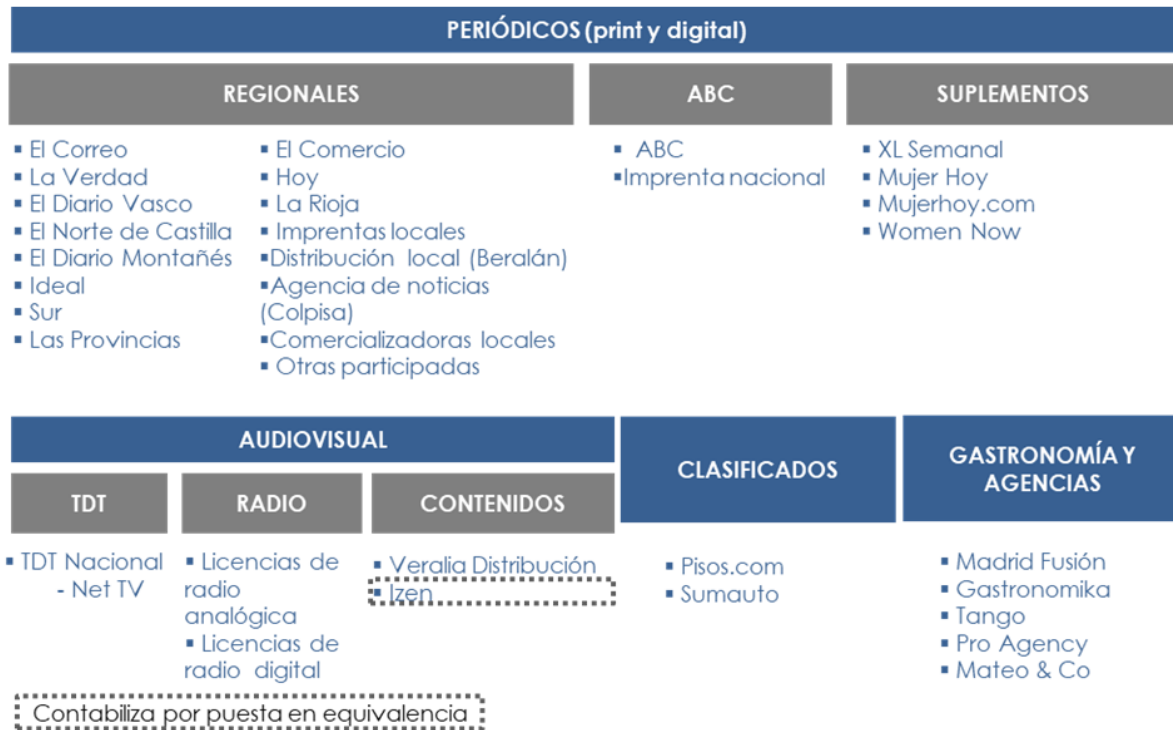 PERIÓDICOS (print y digital)
REGIONALES
▪ El Correo
▪ La Verdad
▪ El Diario Vasco
▪ El Norte de Castilla
▪ El Diario Montañés
▪ Ideal
▪ Sur
▪ Las Provincias
▪ El Comercio
▪ Hoy
▪ La Rioja
▪ Imprentas locales
▪Distribución local (Beralán)
▪Agencia de noticias
(Colpisa)
▪Comercializadoras locales
▪ Otras participadas
ABC
▪ ABC
▪Imprenta nacional
SUPLEMENTOS
▪ XL Semanal
▪ Mujer Hoy
▪ Mujerhoy.com
▪ Women Now
AUDIOVISUAL
TDT
▪ TDT Nacional
- Net TV
RADIO
▪ Licencias de
radio
analógica
▪ Licencias de
radio digital
CONTENIDOS
▪ Veralia Distribución
▪ Izen
CLASIFICADOS
▪ Pisos.com
▪ Sumauto
GASTRONOMÍA Y
AGENCIAS
▪ Madrid Fusión
▪ Gastronomika
▪ Tango
▪ Pro Agency
▪ Mateo & Co
Contabiliza por puesta en equivalencia